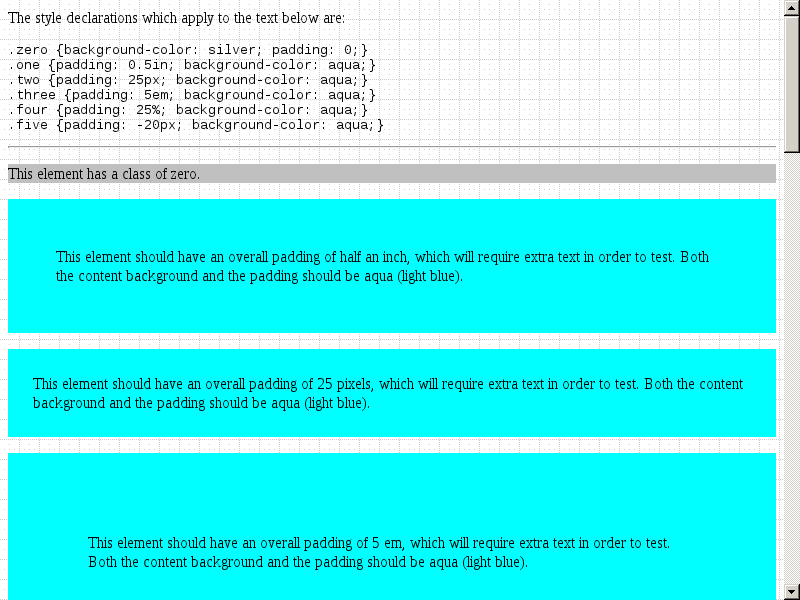 The style declarations which apply to the text below are:
.zero {background-color: silver; padding: 0;}
.one {padding: 0.5in; background-color: aqua;}
.two {padding: 25px; background-color: aqua;}
.three {padding: 5em; background-color: aqua;}
.four {padding: 25%; background-color: aqua;}
.five {padding: -20px; background-color: aqua;}
This element has a class of zero.
This element should have an overall padding of half an inch, which will require extra text in order to test. Both
the content background and the padding should be aqua (light blue).
This element should have an overall padding of 25 pixels, which will require extra text in order to test. Both the content
background and the padding should be aqua (light blue).
This element should have an overall padding of 5 em, which will require extra text in order to test.
Both the content background and the padding should be aqua (light blue).